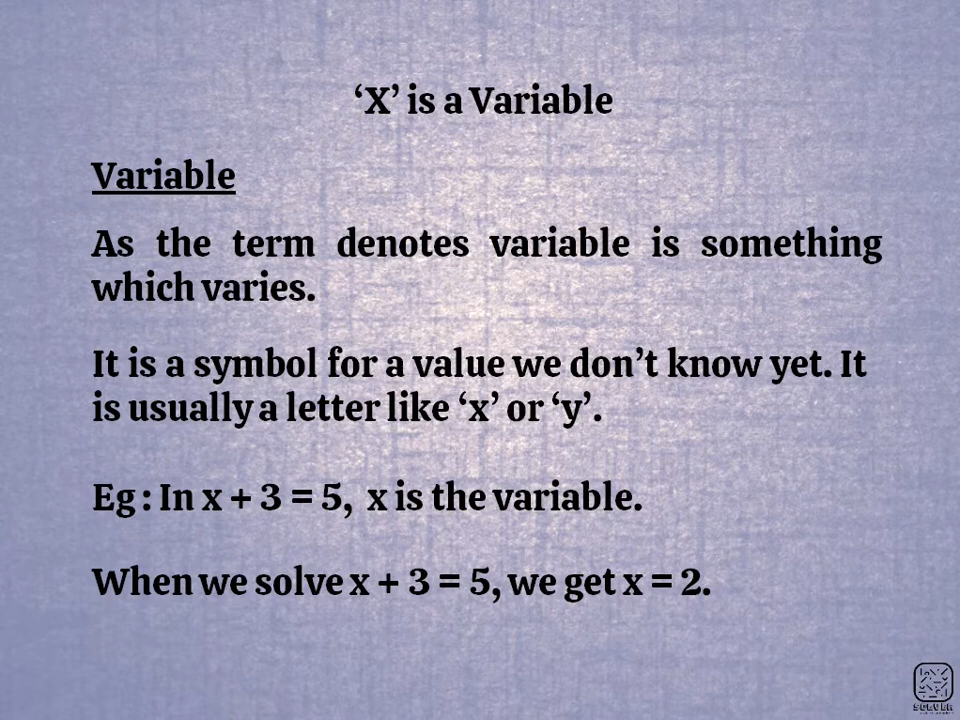 ‘X’ is a Variable
Variable
As the term denotes variable is something
which varies.
It is a symbol for a value we don’t know yet. It
is usually a letter like ‘x’ or ‘y’.
Eg : In x + 3 = 5, x is the variable.
When we solve x + 3 = 5, we get x = 2.
SOLVER